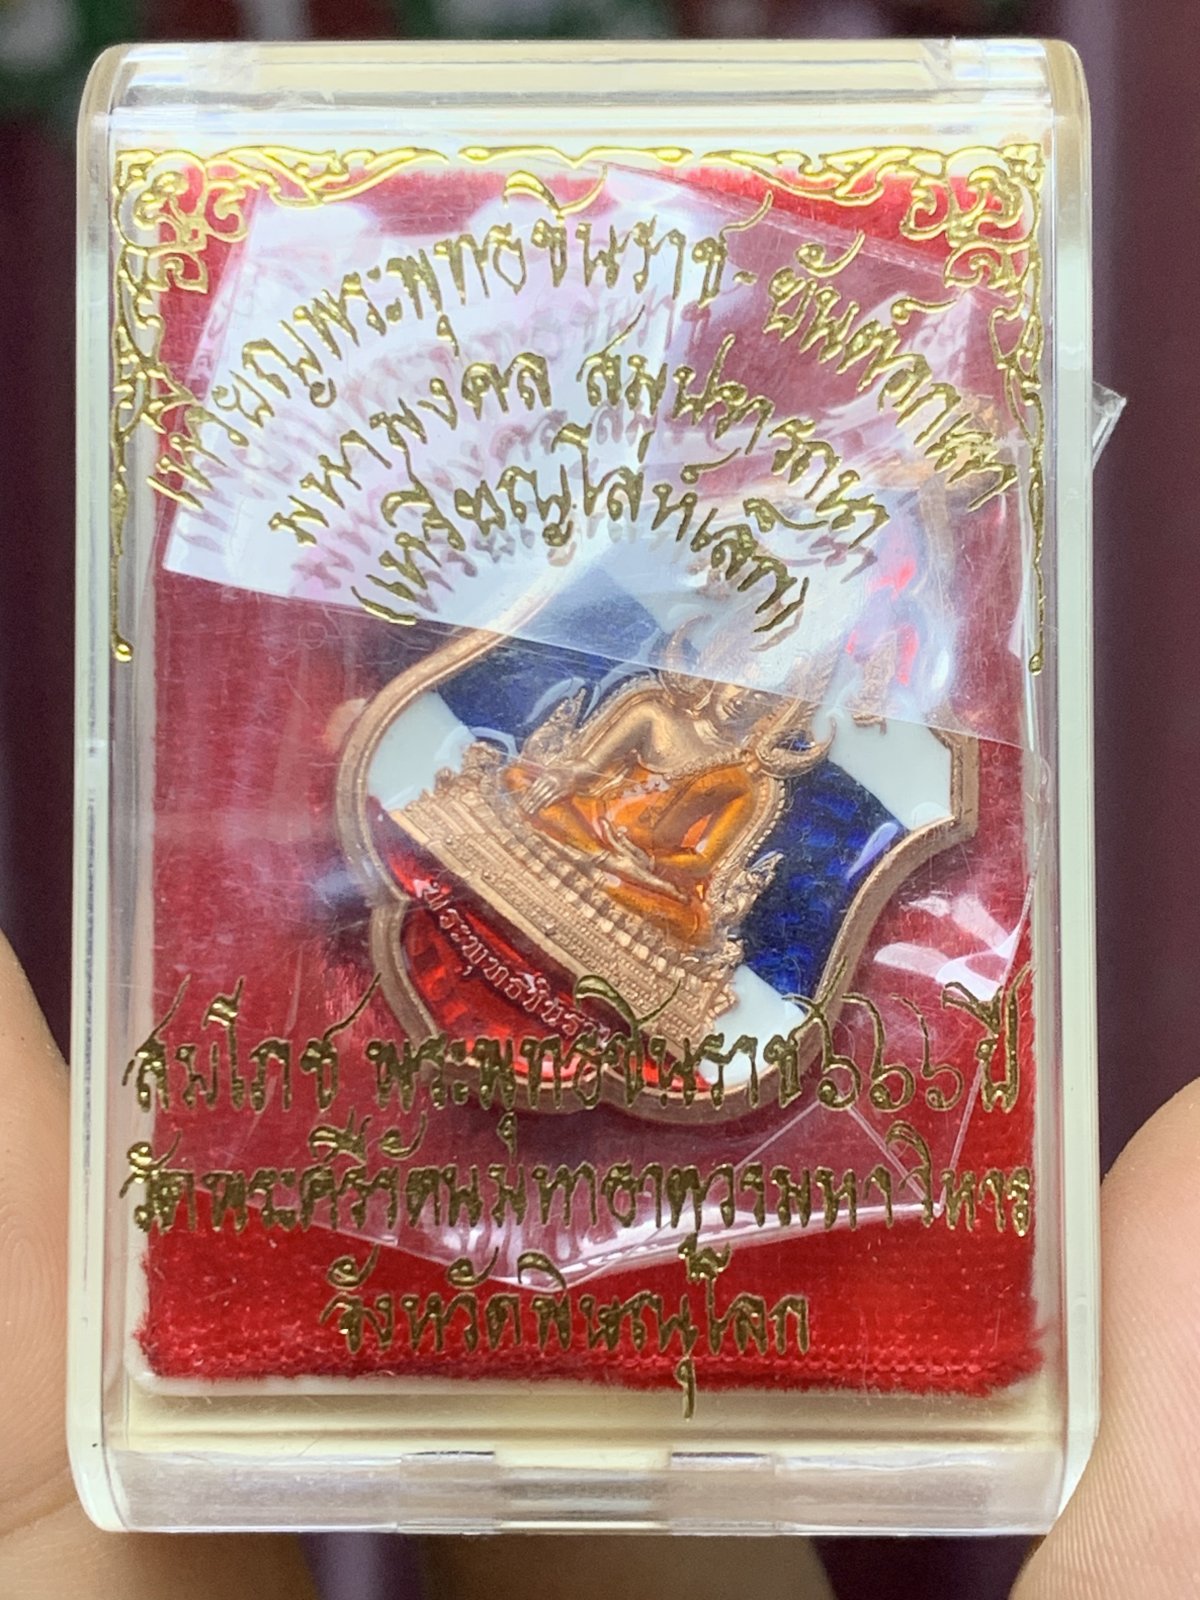 เหรียญพระพุทธชินราช-ยันต์อกเลา
มหามงคล สมปรารถนา
(เหรียญโล่ห์เล็ก)
พระพุทธชินราช
สมโภช พระพุทธชินราช ๖๖๖ ปี
วัดพระศรีรัตนมหาธาตุวรมหาวิหาร
จังหวัดพิษณุโลก